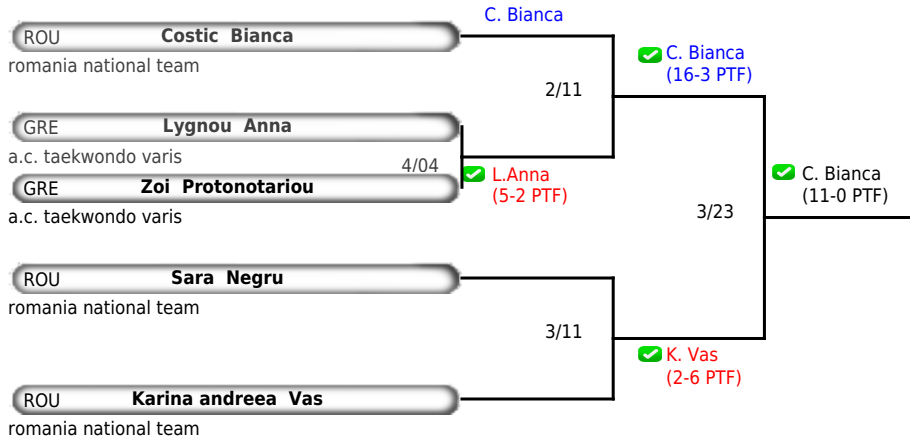 C. Bianca
ROU Costic Bianca
romania national team
C. Bianca
(16-3 PTF)
2/11
GRE Lygnou Anna
a.c. taekwondo varis
4/04
L.Anna
(5-2 PTF)
GRE Zoi Protonotariou
a.c. taekwondo varis
C. Bianca
(11-0 PTF)
3/23
ROU Sara Negru
romania national team
3/11
K. Vas
(2-6 PTF)
ROU Karina andreea Vas
romania national team